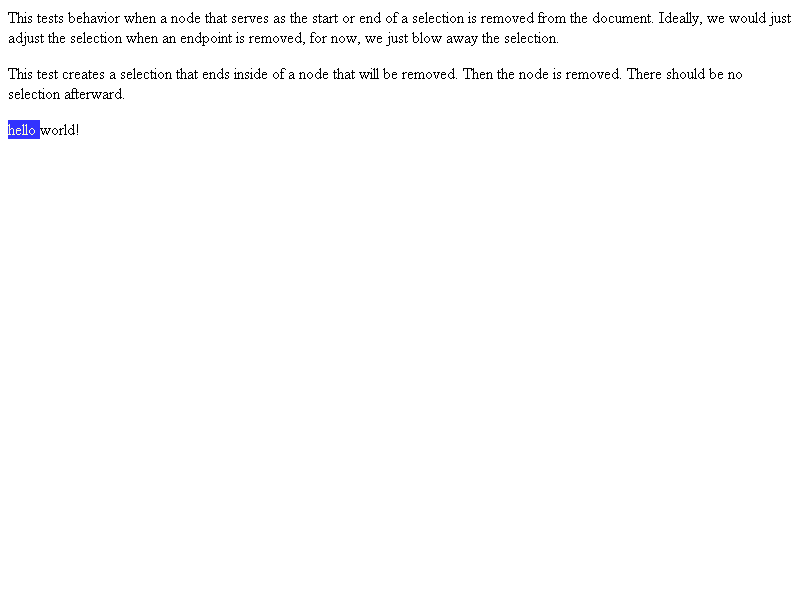 This tests behavior when a node that serves as the start or end of a selection is removed from the document. Ideally, we would just
adjust the selection when an endpoint is removed, for now, we just blow away the selection.
This test creates a selection that ends inside of a node that will be removed. Then the node is removed. There should be no
selection afterward.
hello world!